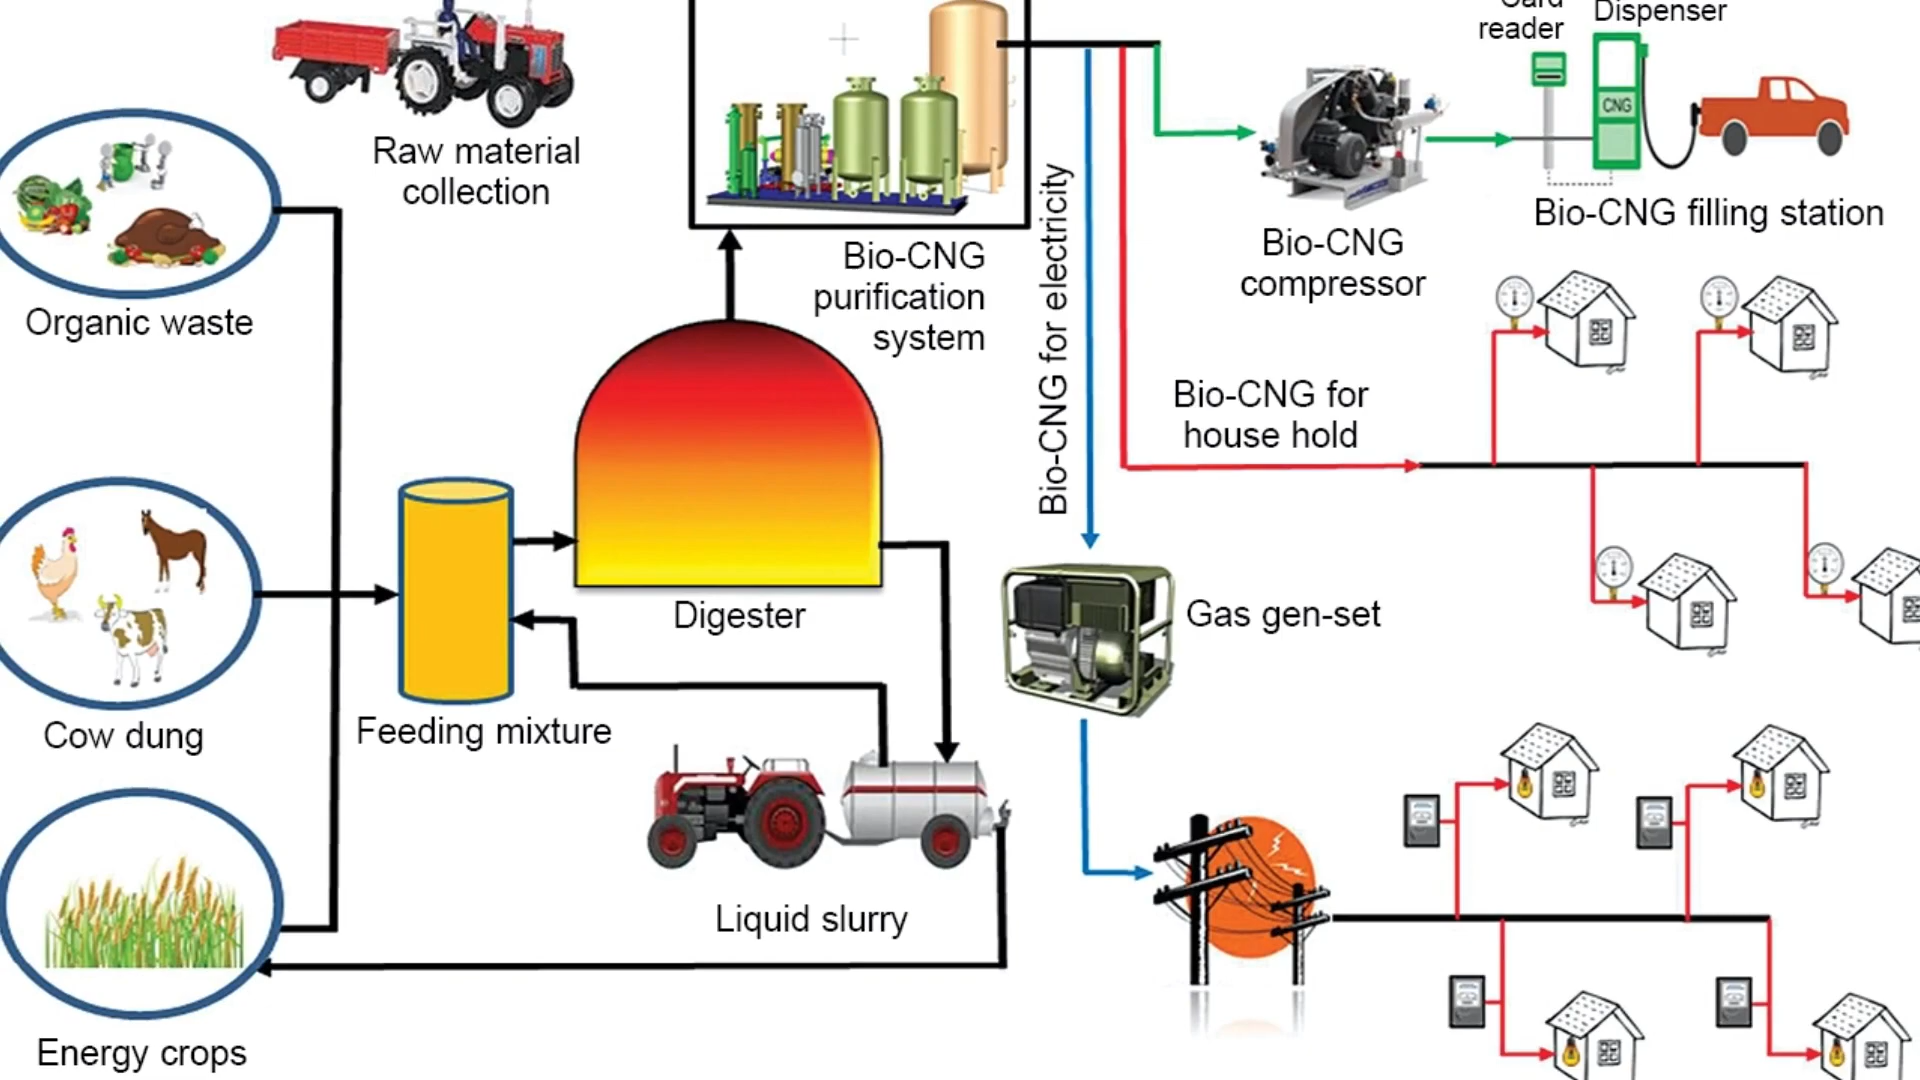 Card
reader
Dispenser
CNG
Raw material
collection
Bio-CNG filling station
Bio-CNG
compressor
Bio-CNG
purification
system
Bio-CNG for electricity
Organic waste
Bio-CNG for
house hold
Digester
Gas gen-set
Cow dung
Feeding mixture
Liquid slurry
Energy crops